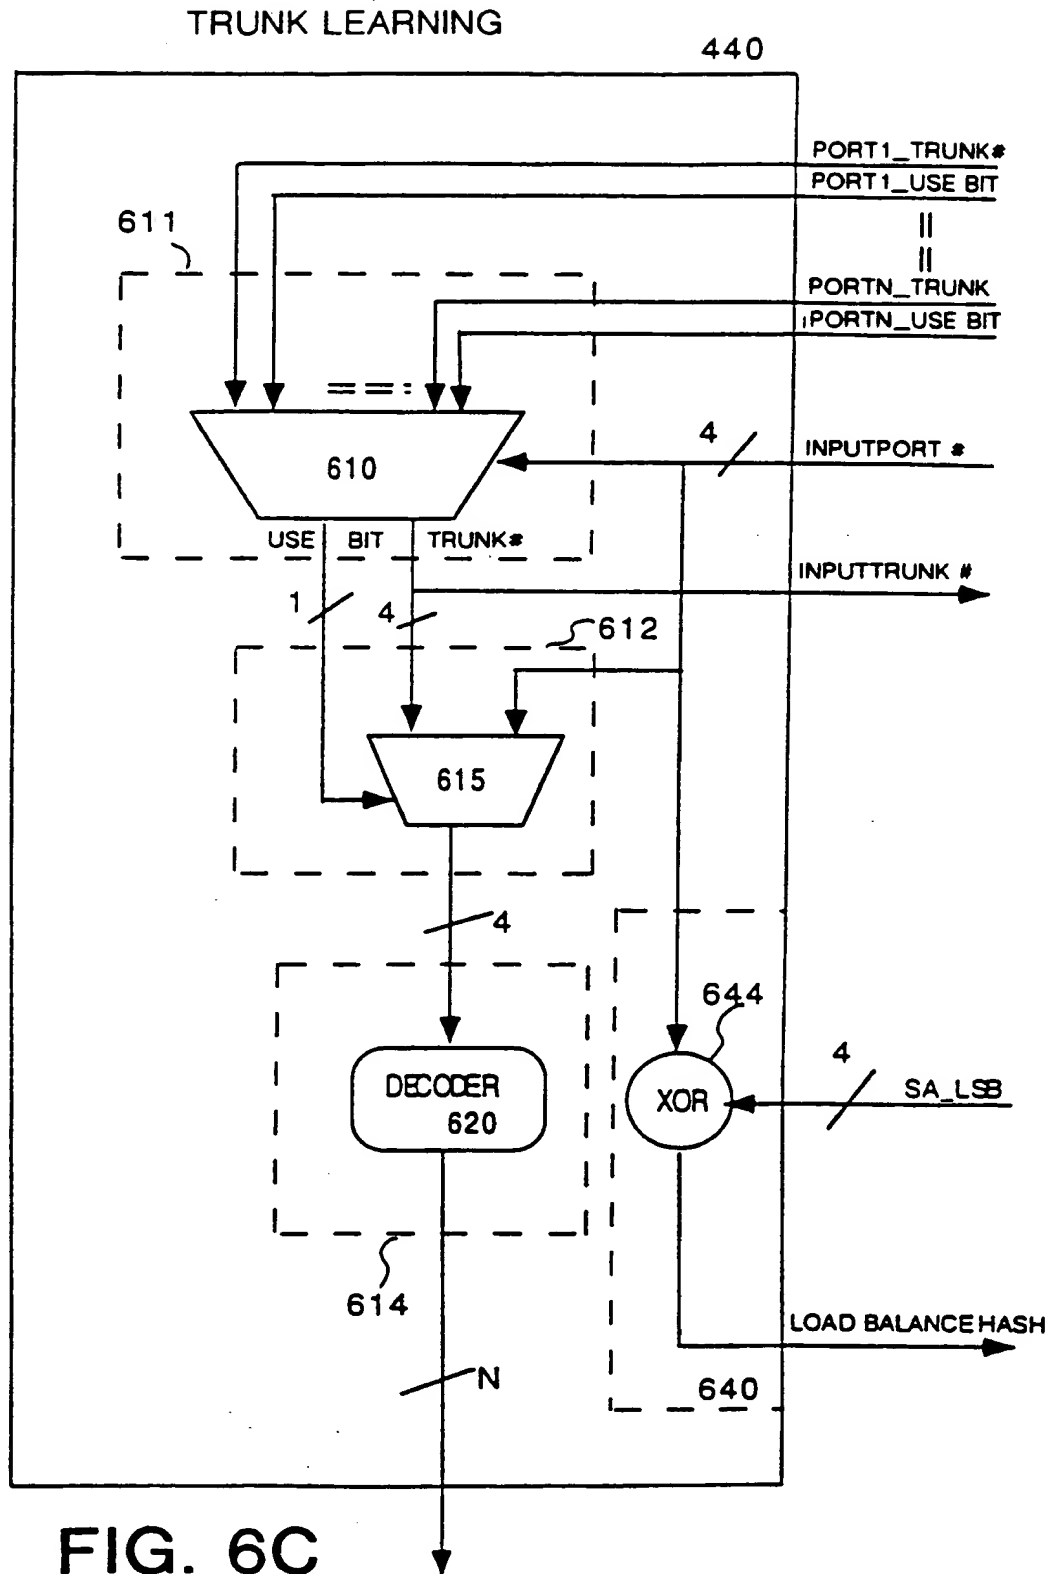 TRUNK LEARNING
440
PORT1_TRUNK#
PORT1_USE BIT
611
PORTN_TRUNK
PORTN_USE BIT
4
INPUTPORT #
610
USE BIT TRUNK#
INPUTTRUNK #
1
4
612
615
4
644
4
DECODER
620
XOR
SA_LSB
614
LOAD BALANCE HASH
N
640
FIG. 6C